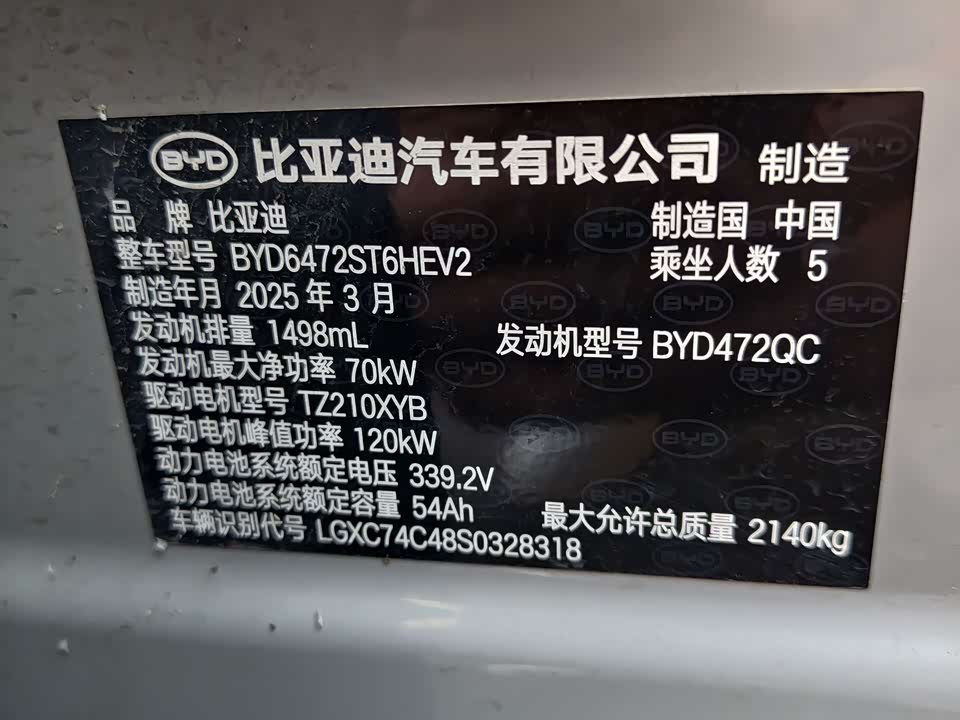 BYD 比亚迪汽车有限公司 制造
品 牌 比亚迪 制造国 中国
整车型号 BYD6472ST6HEV2 乘坐人数 5
制造年月 2025 年 3 月
发动机排量 1498mL 发动机型号 BYD472QC
发动机最大净功率 70kW
驱动电机型号 TZ210XYB
驱动电机峰值功率 120kW
动力电池系统额定电压 339.2V
动力电池系统额定容量 54Ah 最大允许总质量 2140kg
车辆识别代号 LGXC74C48S0328318